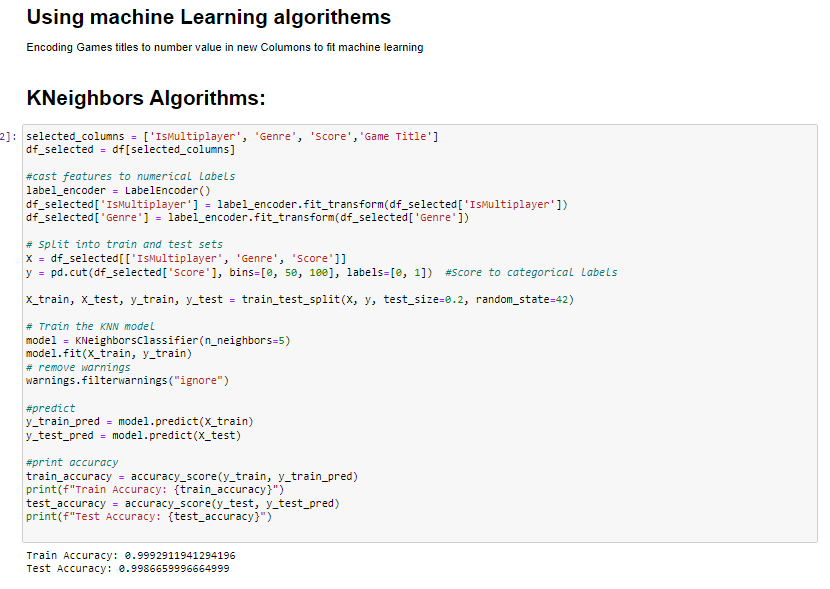 Using machine Learning algorithems
Encoding Games titles to number value in new Columons to fit machine learning
KNeighbors Algorithms:
2]:
selected_columns = ['IsMultiplayer', 'Genre', 'Score','Game Title']
df_selected = df[selected_columns]
#cast features to numerical labels
label_encoder = LabelEncoder()
df_selected['IsMultiplayer'] = label_encoder.fit_transform(df_selected['IsMultiplayer'])
df_selected['Genre'] = label_encoder.fit_transform(df_selected['Genre'])
# Split into train and test sets
X = df_selected[['IsMultiplayer', 'Genre', 'Score']]
y = pd.cut(df_selected['Score'], bins=[0, 50, 100], labels=[0, 1])  #Score to categorical labels
X_train, X_test, y_train, y_test = train_test_split(X, y, test_size=0.2, random_state=42)
# Train the KNN model
model = KNeighborsClassifier(n_neighbors=5)
model.fit(X_train, y_train)
# remove warnings
warnings.filterwarnings("ignore")
#predict
y_train_pred = model.predict(X_train)
y_test_pred = model.predict(X_test)
#print accuracy
train_accuracy = accuracy_score(y_train, y_train_pred)
print(f"Train Accuracy: {train_accuracy}")
test_accuracy = accuracy_score(y_test, y_test_pred)
print(f"Test Accuracy: {test_accuracy}")
Train Accuracy: 0.9992911941294196
Test Accuracy: 0.9986659996664999